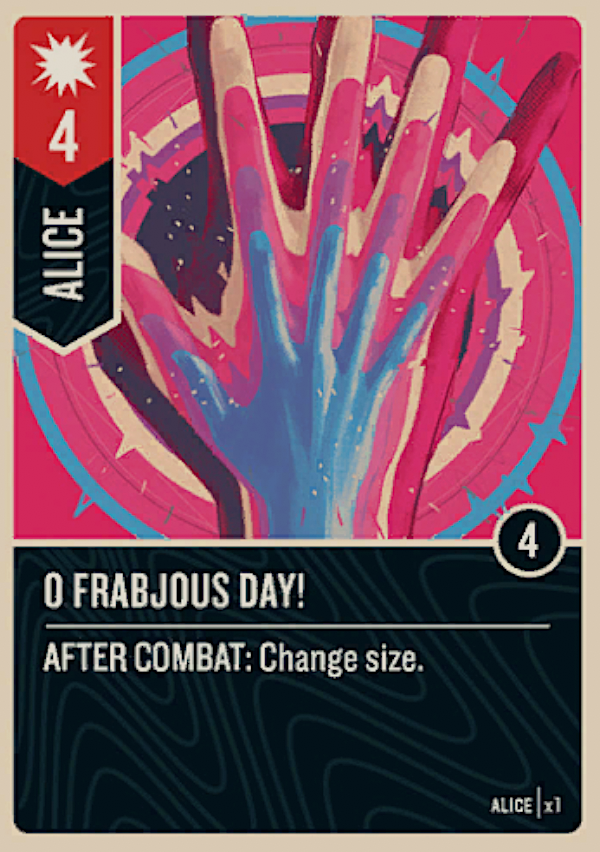 4
ALICE
4
O FRABJOUS DAY!
AFTER COMBAT: Change size.
ALICE x1